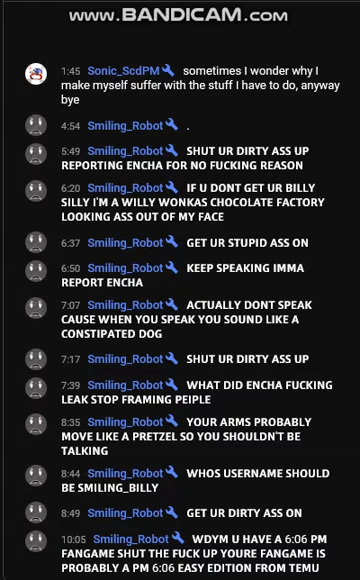 www.BANDICAM.com
1:45 Sonic_ScdPM sometimes I wonder why I
make myself suffer with the stuff I have to do, anyway
bye
4:54 Smiling_Robot .
5:49 Smiling_Robot SHUT UR DIRTY ASS UP
REPORTING ENCHA FOR NO FUCKING REASON
6:20 Smiling_Robot IF U DONT GET UR BILLY
SILLY I'M A WILLY WONKAS CHOCOLATE FACTORY
LOOKING ASS OUT OF MY FACE
6:37 Smiling_Robot GET UR STUPID ASS ON
6:50 Smiling_Robot KEEP SPEAKING IMMA
REPORT ENCHA
7:07 Smiling_Robot ACTUALLY DONT SPEAK
CAUSE WHEN YOU SPEAK YOU SOUND LIKE A
CONSTIPATED DOG
7:17 Smiling_Robot SHUT UR DIRTY ASS UP
7:39 Smiling_Robot WHAT DID ENCHA FUCKING
LEAK STOP FRAMING PEIPLE
8:35 Smiling_Robot YOUR ARMS PROBABLY
MOVE LIKE A PRETZEL SO YOU SHOULDN'T BE
TALKING
8:44 Smiling_Robot WHOS USERNAME SHOULD
BE SMILING_BILLY
8:49 Smiling_Robot GET UR DIRTY ASS ON
10:05 Smiling_Robot WDYM U HAVE A 6:06 PM
FANGAME SHUT THE FUCK UP YOURE FANGAME IS
PROBABLY A PM 6:06 EASY EDITION FROM TEMU